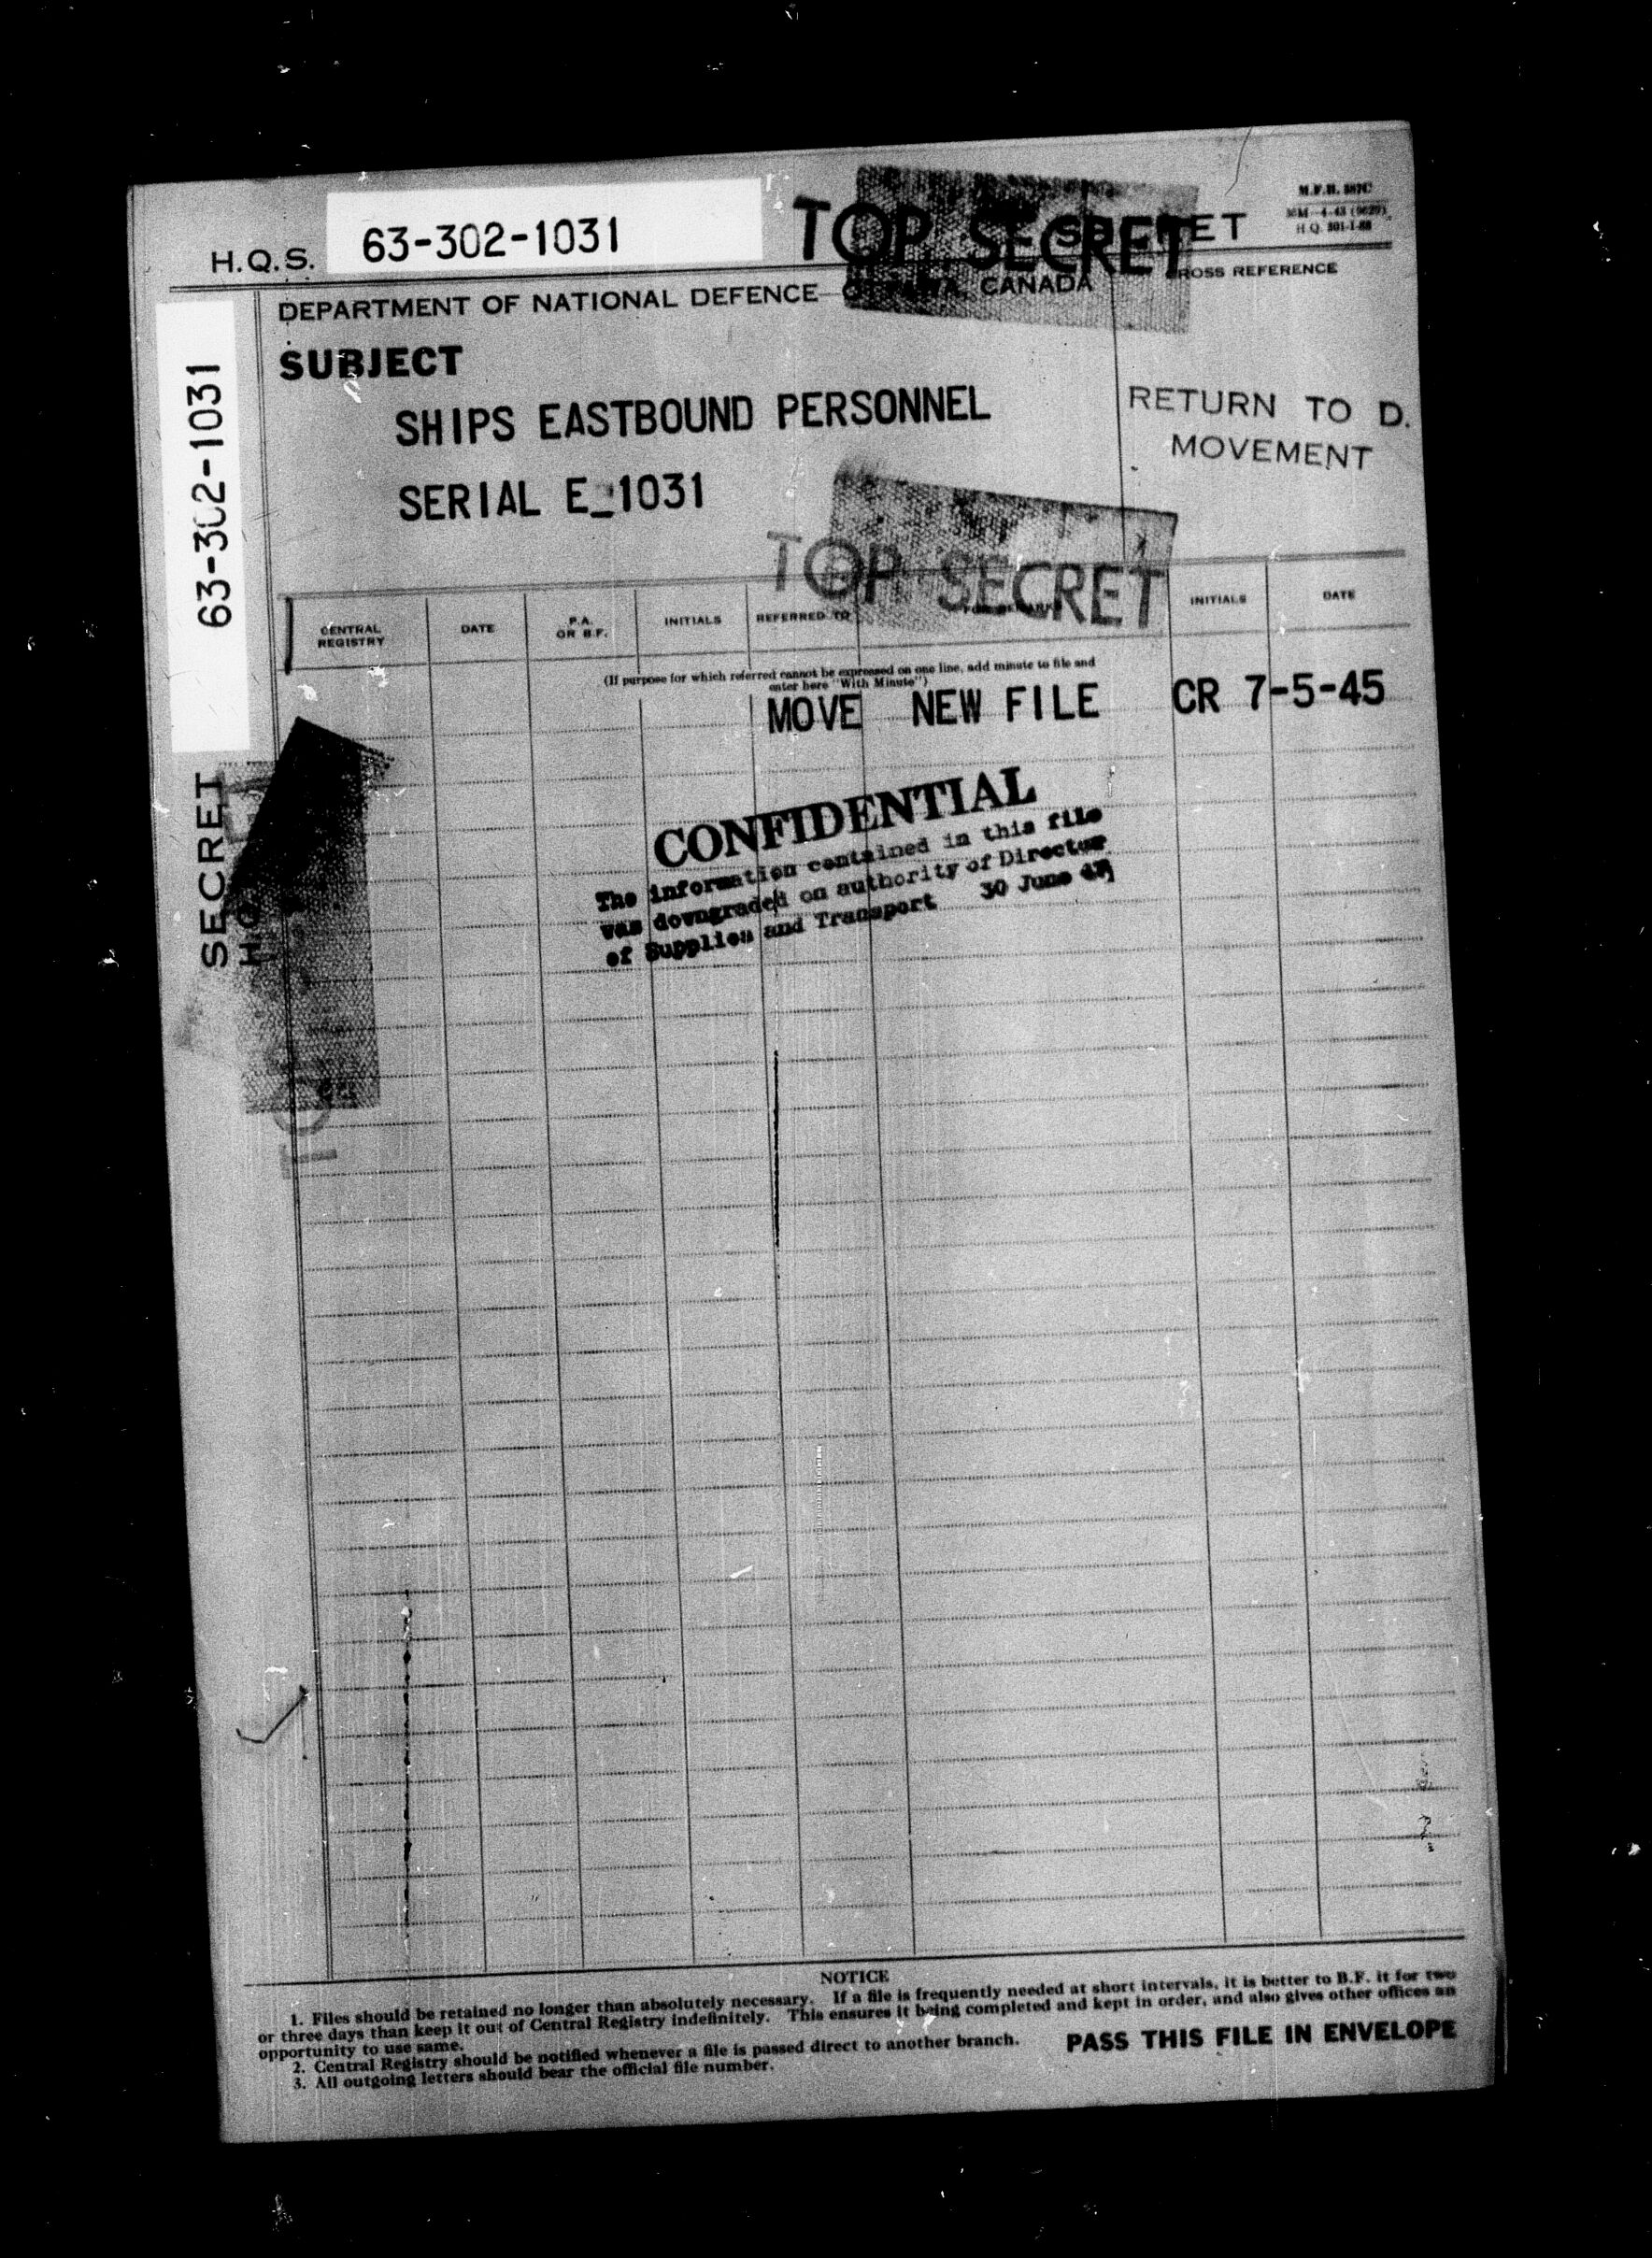 H.Q.S. 63-302-1031
TOP SECRET
M.F.B. 387C
H.Q. 801-1-88
CROSS REFERENCE
DEPARTMENT OF NATIONAL DEFENCE OTTAWA, CANADA
63-302-1031
SUBJECT
SHIPS EASTBOUND PERSONNEL
SERIAL E_1031
RETURN TO D.
MOVEMENT
TOP SECRET
CENTRAL REGISTRY DATE P.A. OR B.F. INITIALS REFERRED TO INITIALS DATE
(If purpose for which referred cannot be expressed on one line, add minute to file and
enter here "With Minute")
MOVE NEW FILE CR 7-5-45
SECRET
CONFIDENTIAL
The information contained in this file
was downgraded on authority of Director
of Supplies and Transport 30 June 47
NOTICE
1. Files should be retained no longer than absolutely necessary. If a file is frequently needed at short intervals, it is better to B.F. it for two
or three days than keep it out of Central Registry indefinitely. This ensures it being completed and kept in order, and also gives other offices an
opportunity to use same.
2. Central Registry should be notified whenever a file is passed direct to another branch.
3. All outgoing letters should bear the official file number.
PASS THIS FILE IN ENVELOPE